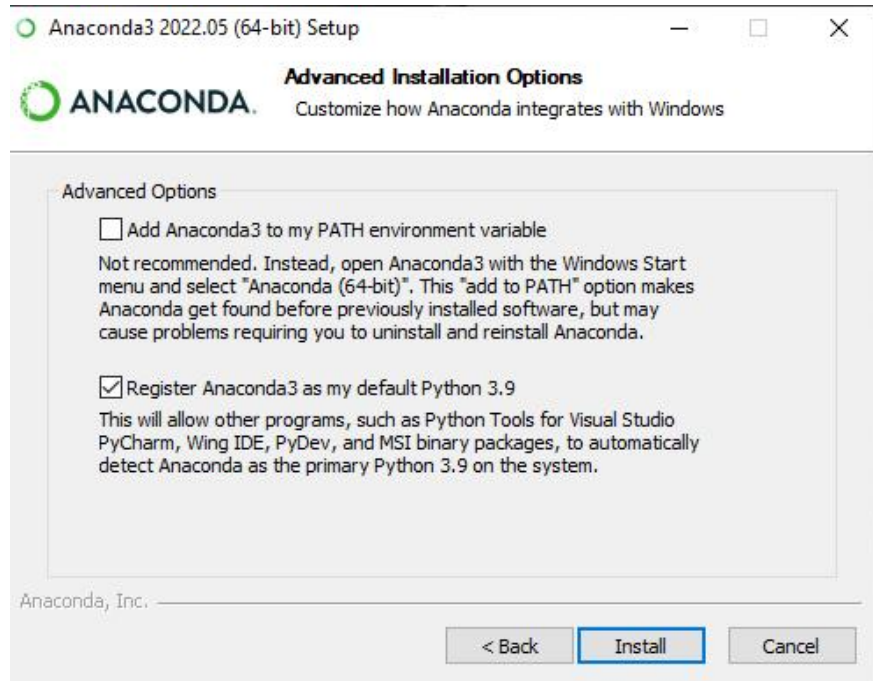 Anaconda3 2022.05 (64-bit) Setup
ANACONDA.
Advanced Installation Options
Customize how Anaconda integrates with Windows
Advanced Options
Add Anaconda3 to my PATH environment variable
Not recommended. Instead, open Anaconda3 with the Windows Start
menu and select "Anaconda (64-bit)". This "add to PATH" option makes
Anaconda get found before previously installed software, but may
cause problems requiring you to uninstall and reinstall Anaconda.
Register Anaconda3 as my default Python 3.9
This will allow other programs, such as Python Tools for Visual Studio
PyCharm, Wing IDE, PyDev, and MSI binary packages, to automatically
detect Anaconda as the primary Python 3.9 on the system.
Anaconda, Inc.
< Back
Install
Cancel